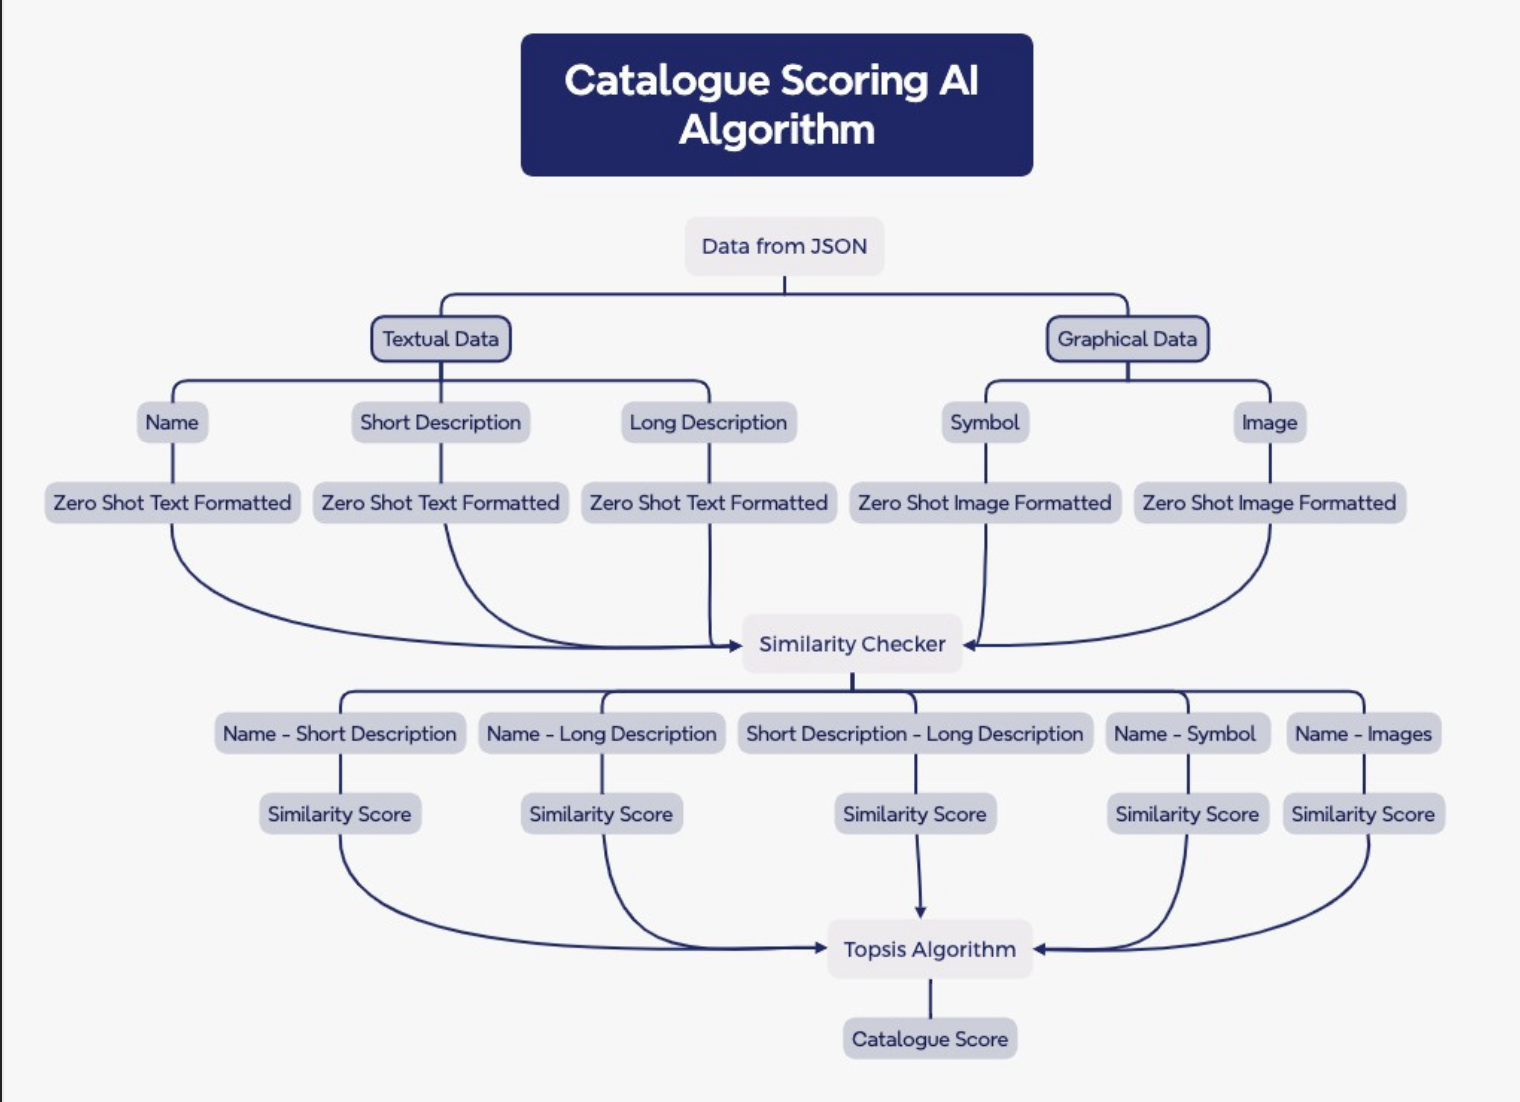 Catalogue Scoring AI
Algorithm
Data from JSON
Textual Data
Graphical Data
Name
Short Description
Long Description
Symbol
Image
Zero Shot Text Formatted
Zero Shot Text Formatted
Zero Shot Text Formatted
Zero Shot Image Formatted
Zero Shot Image Formatted
Similarity Checker
Name - Short Description
Name - Long Description
Short Description - Long Description
Name - Symbol
Name - Images
Similarity Score
Similarity Score
Similarity Score
Similarity Score
Similarity Score
Topsis Algorithm
Catalogue Score